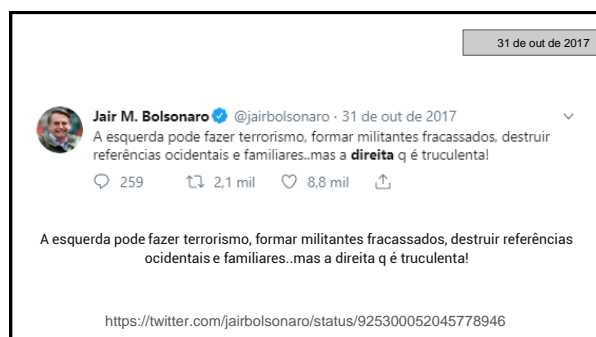 31 de out de 2017
Jair M. Bolsonaro @jairbolsonaro · 31 de out de 2017
A esquerda pode fazer terrorismo, formar militantes fracassados, destruir
referências ocidentais e familiares..mas a direita q é truculenta!
259 2,1 mil 8,8 mil
A esquerda pode fazer terrorismo, formar militantes fracassados, destruir referências
ocidentais e familiares..mas a direita q é truculenta!
https://twitter.com/jairbolsonaro/status/925300052045778946